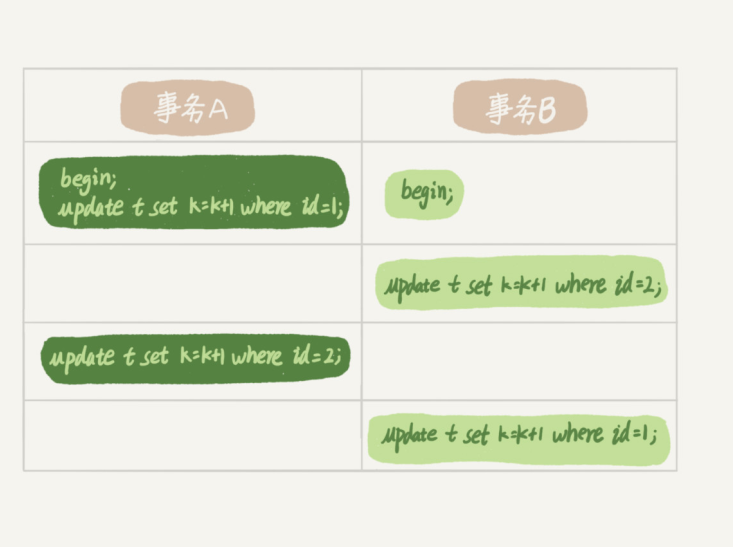 事务A
事务B
begin;
update t set k=k+1 where id=1;
begin;
update t set k=k+1 where id=2;
update t set k=k+1 where id=2;
update t set k=k+1 where id=1;